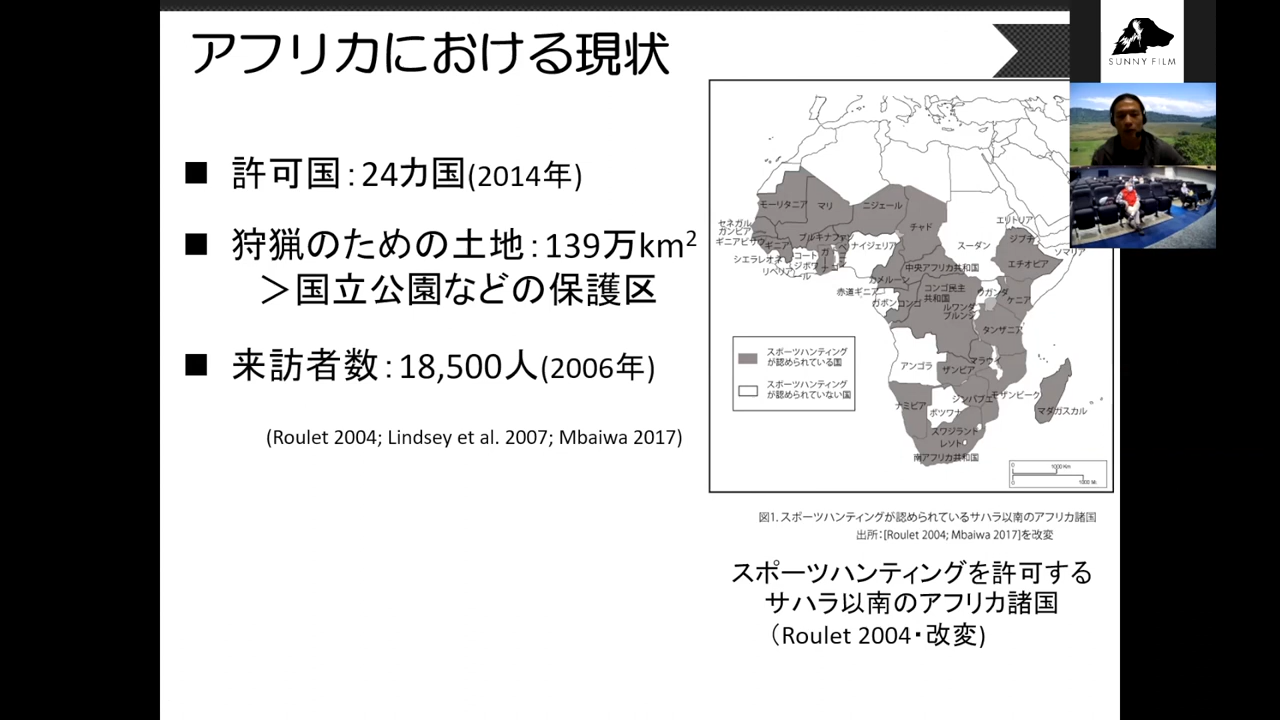 アフリカにおける現状
SUNNY FILM
■ 許可国：24カ国(2014年)
■ 狩猟のための土地：139万km²
＞国立公園などの保護区
■ 来訪者数：18,500人(2006年)
(Roulet 2004; Lindsey et al. 2007; Mbaiwa 2017)
モーリタニア
マリ
ニジェール
チャド
スーダン
エリトリア
ジブチ
ソマリア
エチオピア
セネガル
ガンビア
ギニアビサウ
ギニア
シエラレオネ
リベリア
コート
ジボワ
ール
ブルキナファソ
ナイジェリア
カメルーン
中央アフリカ共和国
赤道ギニア
ガボン
コンゴ
コンゴ民主
共和国
ウガンダ
ルワンダ
ブルンジ
ケニア
タンザニア
アンゴラ
ザンビア
マラウイ
モザンビーク
ジンバブエ
ナミビア
ボツワナ
スワジランド
レソト
南アフリカ共和国
マダガスカル
スポーツハンティング
が認められている国
スポーツハンティング
が認められていない国
0 1000 Km
0 1000 Mi
図1. スポーツハンティングが認められているサハラ以南のアフリカ諸国
出所：[Roulet 2004; Mbaiwa 2017]を改変
スポーツハンティングを許可する
サハラ以南のアフリカ諸国
（Roulet 2004・改変)